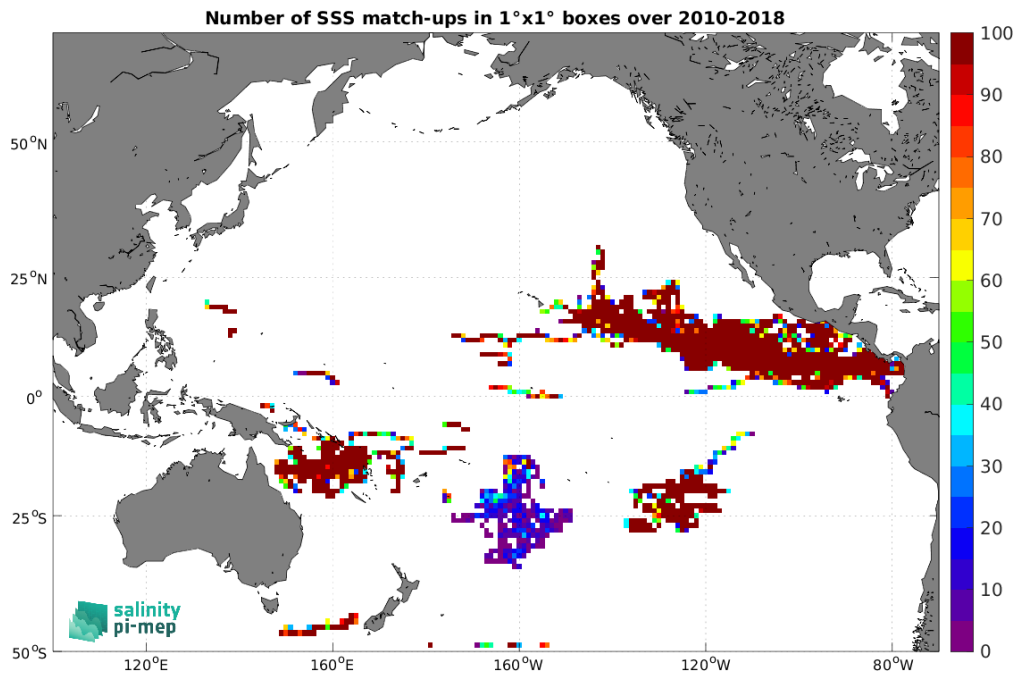 Number of SSS match-ups in 1°x1° boxes over 2010-2018
100
90
80
70
60
50
40
30
20
10
0
50°N
25°N
0°
25°S
50°S
120°E
160°E
160°W
120°W
80°W
salinity
pi-mep